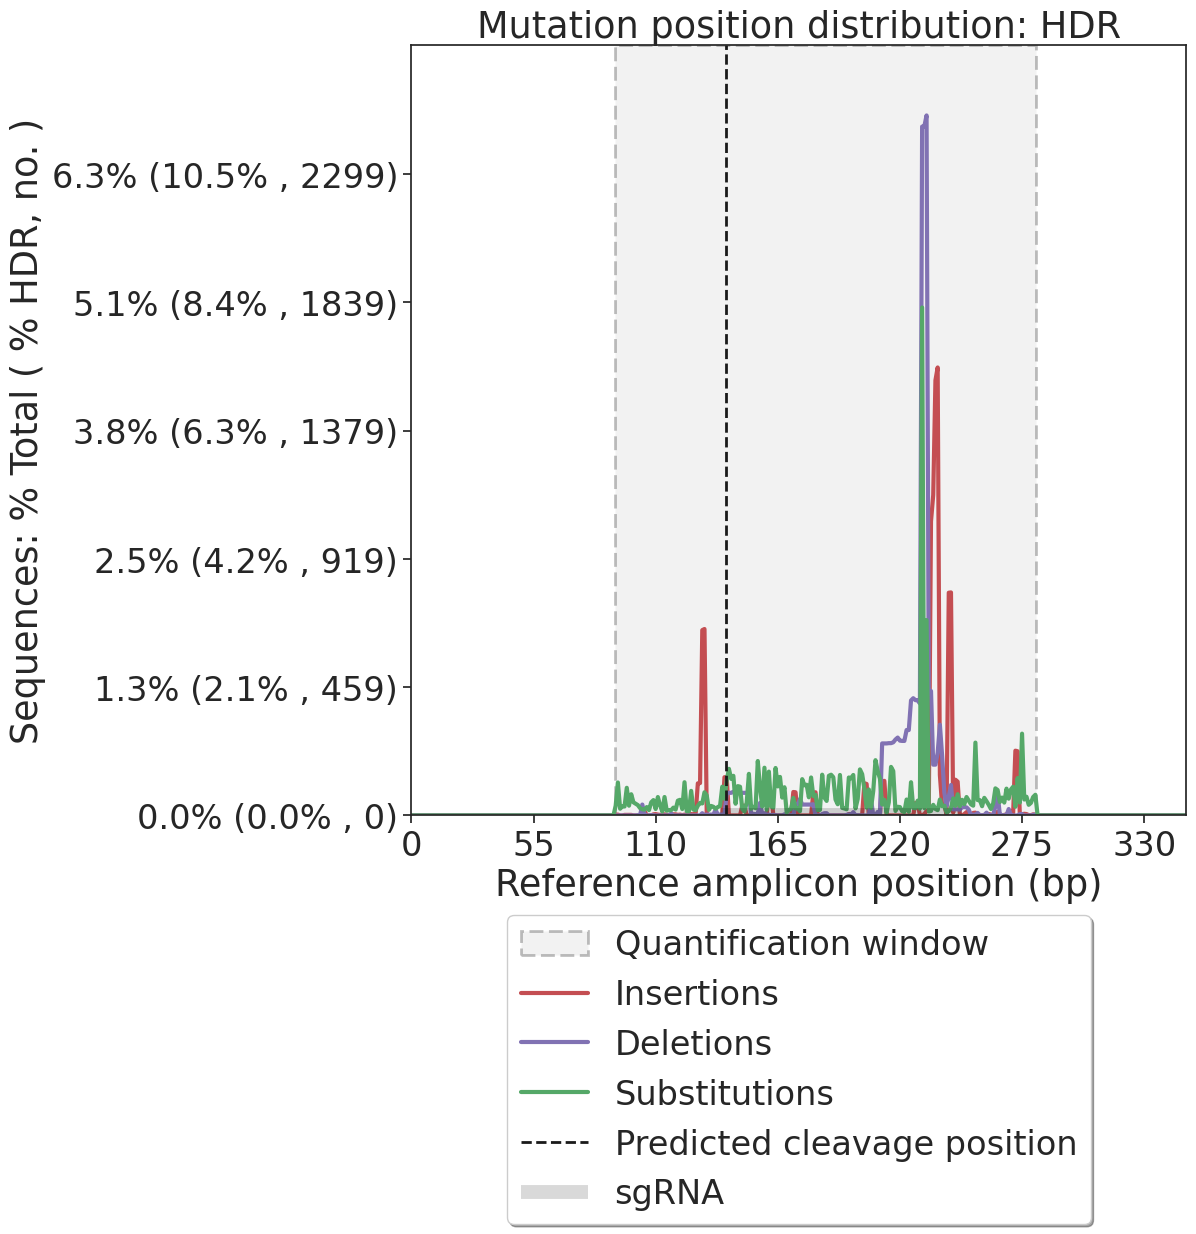 Mutation position distribution: HDR
Sequences: % Total ( % HDR, no. )
6.3% (10.5% , 2299)
5.1% (8.4% , 1839)
3.8% (6.3% , 1379)
2.5% (4.2% , 919)
1.3% (2.1% , 459)
0.0% (0.0% , 0)
0 55 110 165 220 275 330
Reference amplicon position (bp)
Quantification window
Insertions
Deletions
Substitutions
Predicted cleavage position
sgRNA